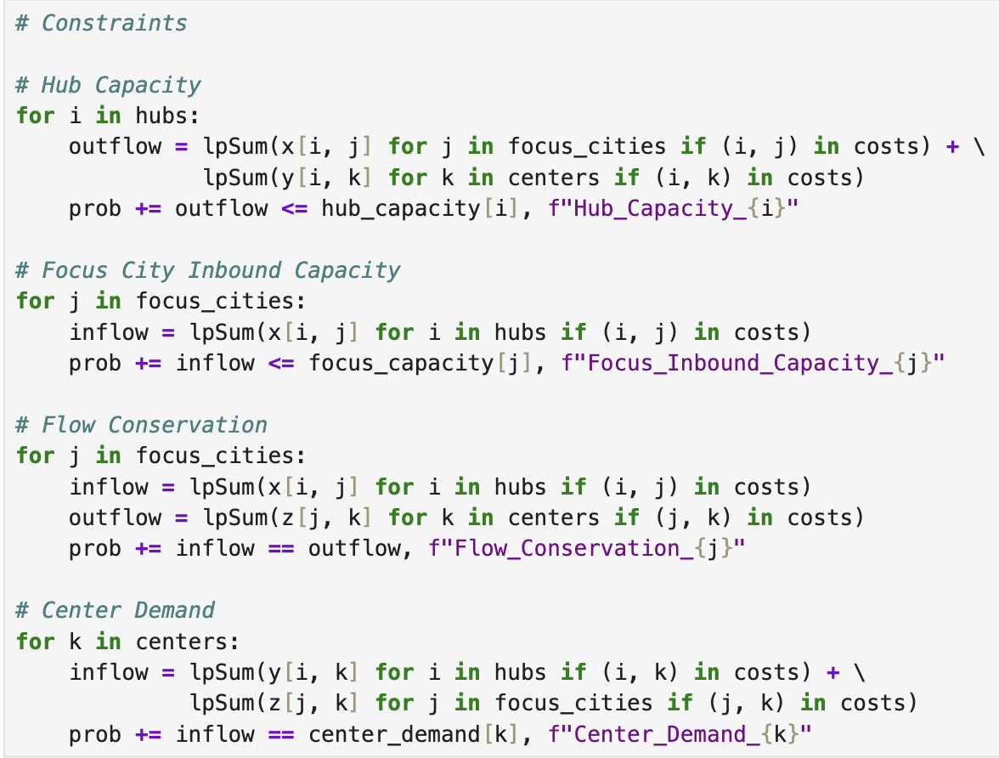 # Constraints
# Hub Capacity
for i in hubs:
    outflow = lpSum(x[i, j] for j in focus_cities if (i, j) in costs) + \
              lpSum(y[i, k] for k in centers if (i, k) in costs)
    prob += outflow <= hub_capacity[i], f"Hub_Capacity_{i}"
# Focus City Inbound Capacity
for j in focus_cities:
    inflow = lpSum(x[i, j] for i in hubs if (i, j) in costs)
    prob += inflow <= focus_capacity[j], f"Focus_Inbound_Capacity_{j}"
# Flow Conservation
for j in focus_cities:
    inflow = lpSum(x[i, j] for i in hubs if (i, j) in costs)
    outflow = lpSum(z[j, k] for k in centers if (j, k) in costs)
    prob += inflow == outflow, f"Flow_Conservation_{j}"
# Center Demand
for k in centers:
    inflow = lpSum(y[i, k] for i in hubs if (i, k) in costs) + \
             lpSum(z[j, k] for j in focus_cities if (j, k) in costs)
    prob += inflow == center_demand[k], f"Center_Demand_{k}"